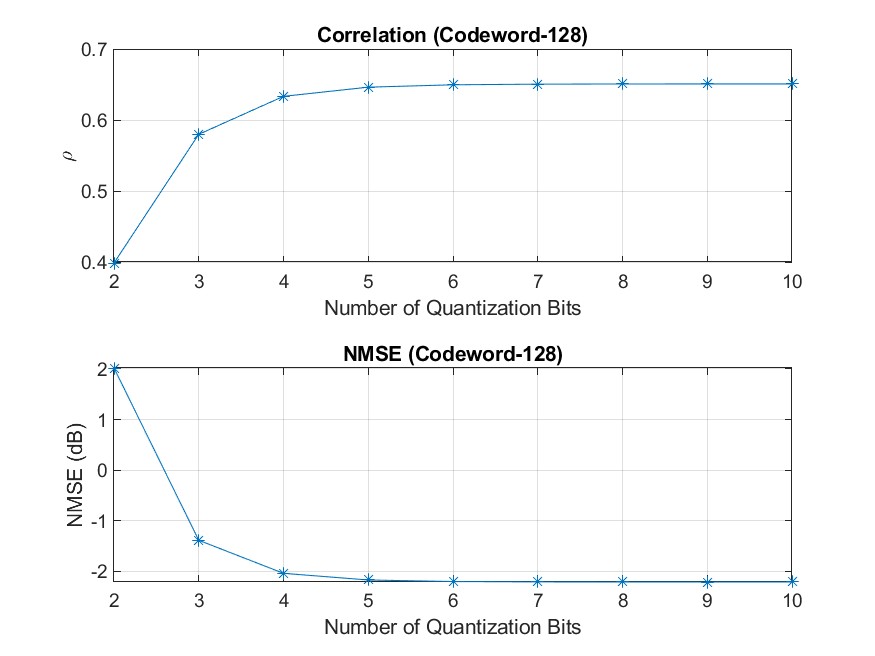 Correlation (Codeword-128)
0.7
0.6
0.5
0.4
ρ
2 3 4 5 6 7 8 9 10
Number of Quantization Bits
NMSE (Codeword-128)
2
1
0
-1
-2
NMSE (dB)
2 3 4 5 6 7 8 9 10
Number of Quantization Bits